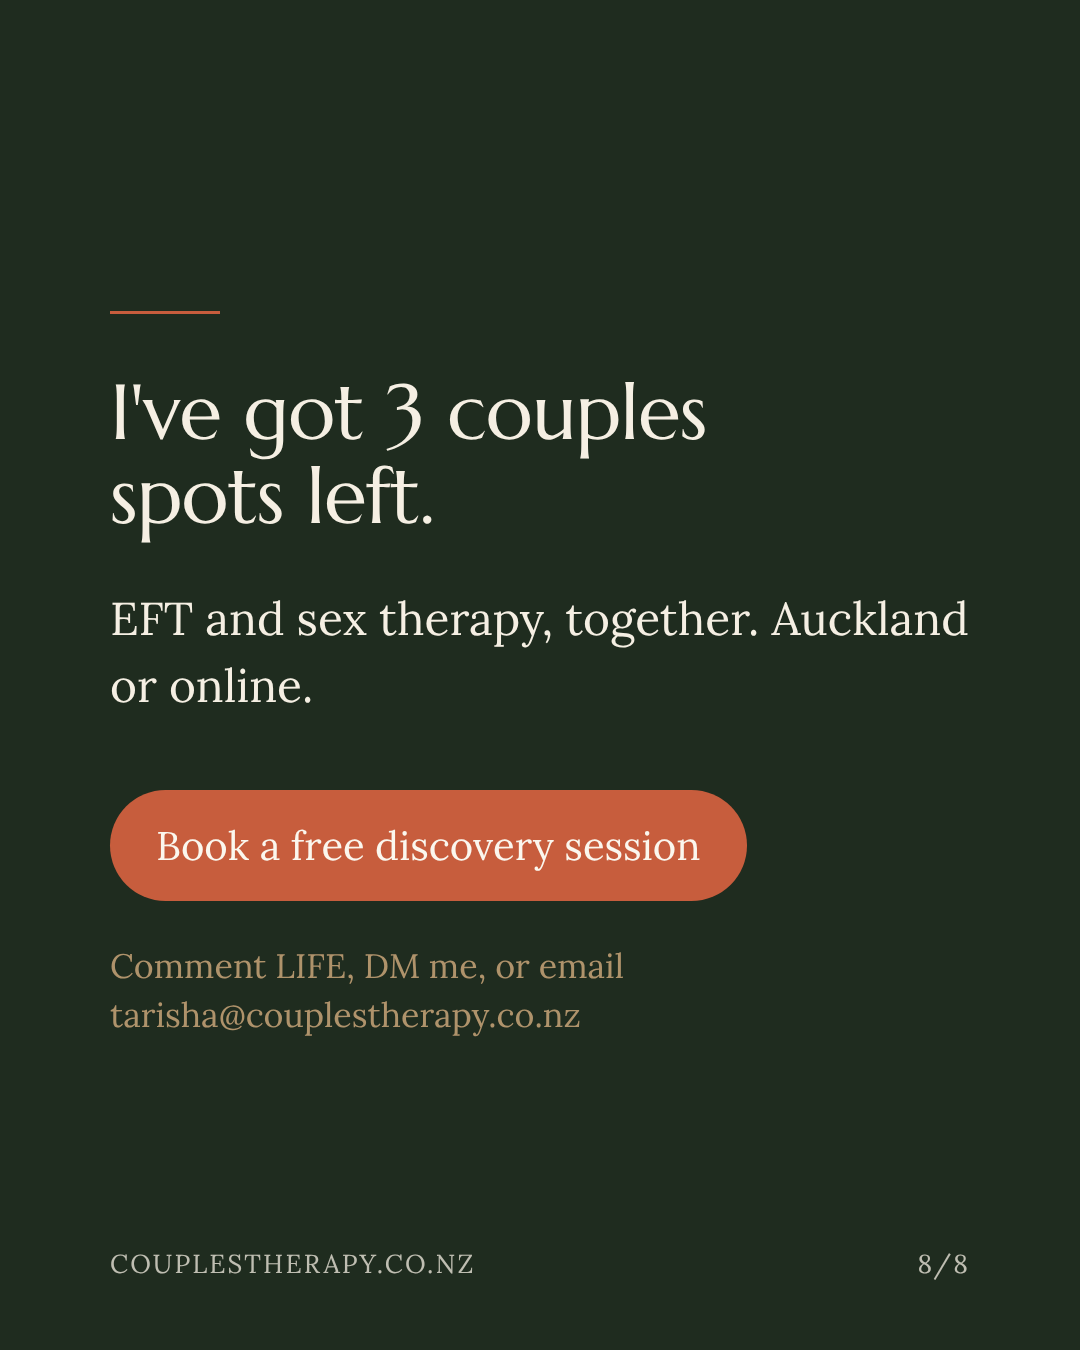 I've got 3 couples
spots left.
EFT and sex therapy, together. Auckland
or online.
Book a free discovery session
Comment LIFE, DM me, or email
tarisha@couplestherapy.co.nz
COUPLESTHERAPY.CO.NZ
8/8